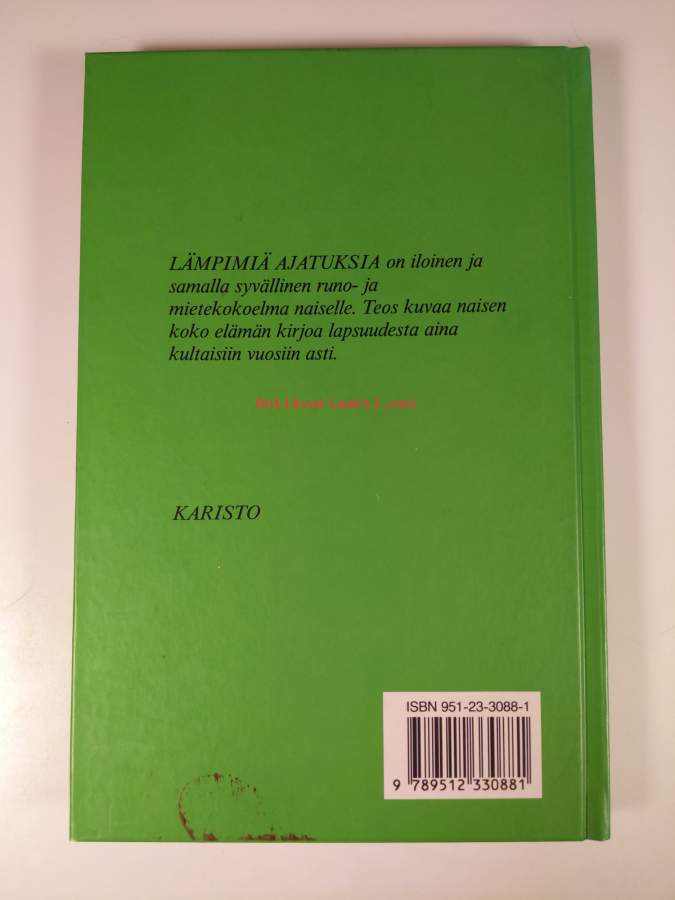 LÄMPIMIÄ AJATUKSIA on iloinen ja
samalla syvällinen runo- ja
mietekokoelma naiselle. Teos kuvaa naisen
koko elämän kirjoa lapsuudesta aina
kultaisiin vuosiin asti.
Antikvariaatti.net
KARISTO
ISBN 951-23-3088-1
9 789512 330881